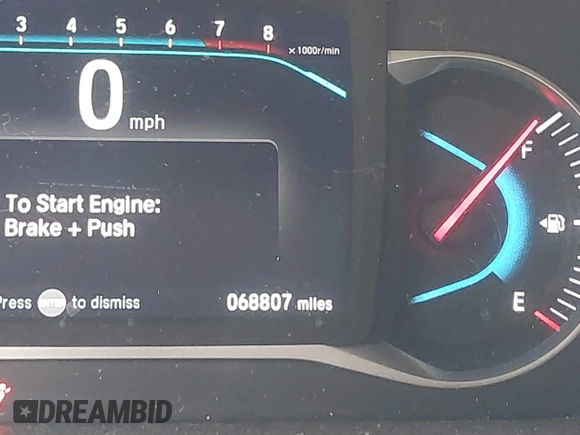 3 4 5 6 7 8 ×1000r/min
0 mph
F
To Start Engine:
Brake + Push
E
Press ENTER to dismiss
068807 miles
DREAMBID